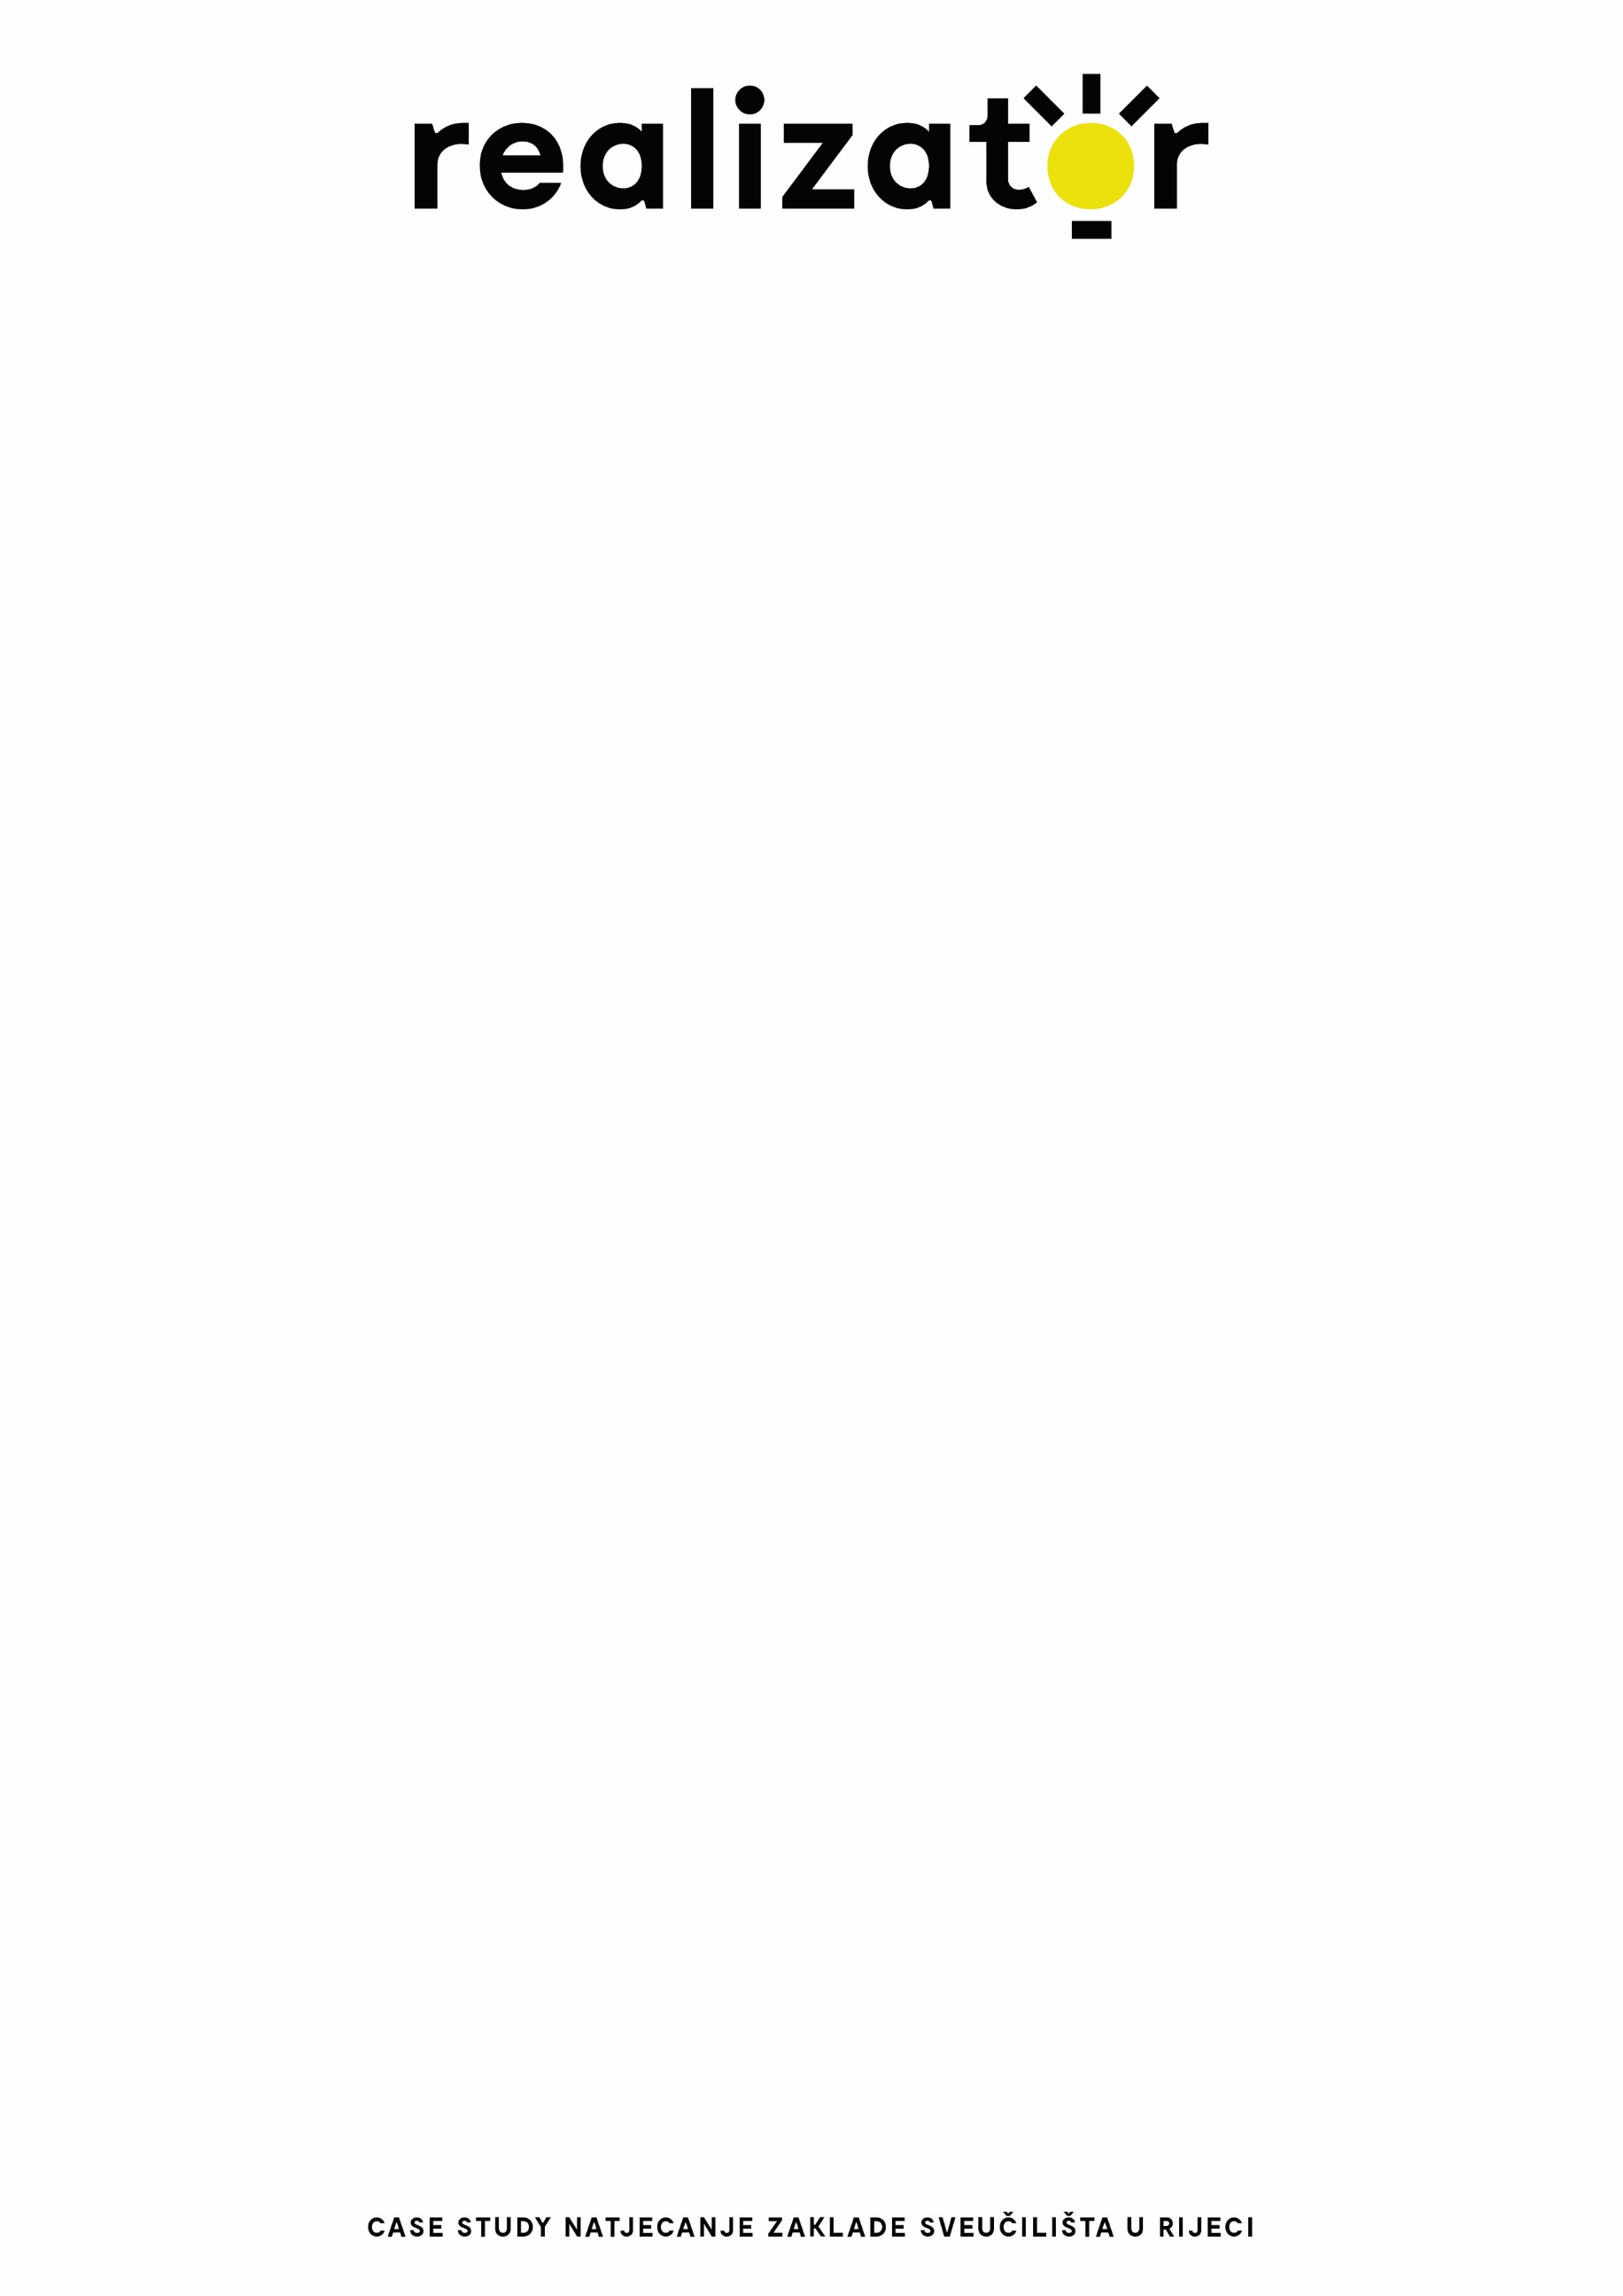 realizator
CASE STUDY NATJECANJE ZAKLADE SVEUČILIŠTA U RIJECI